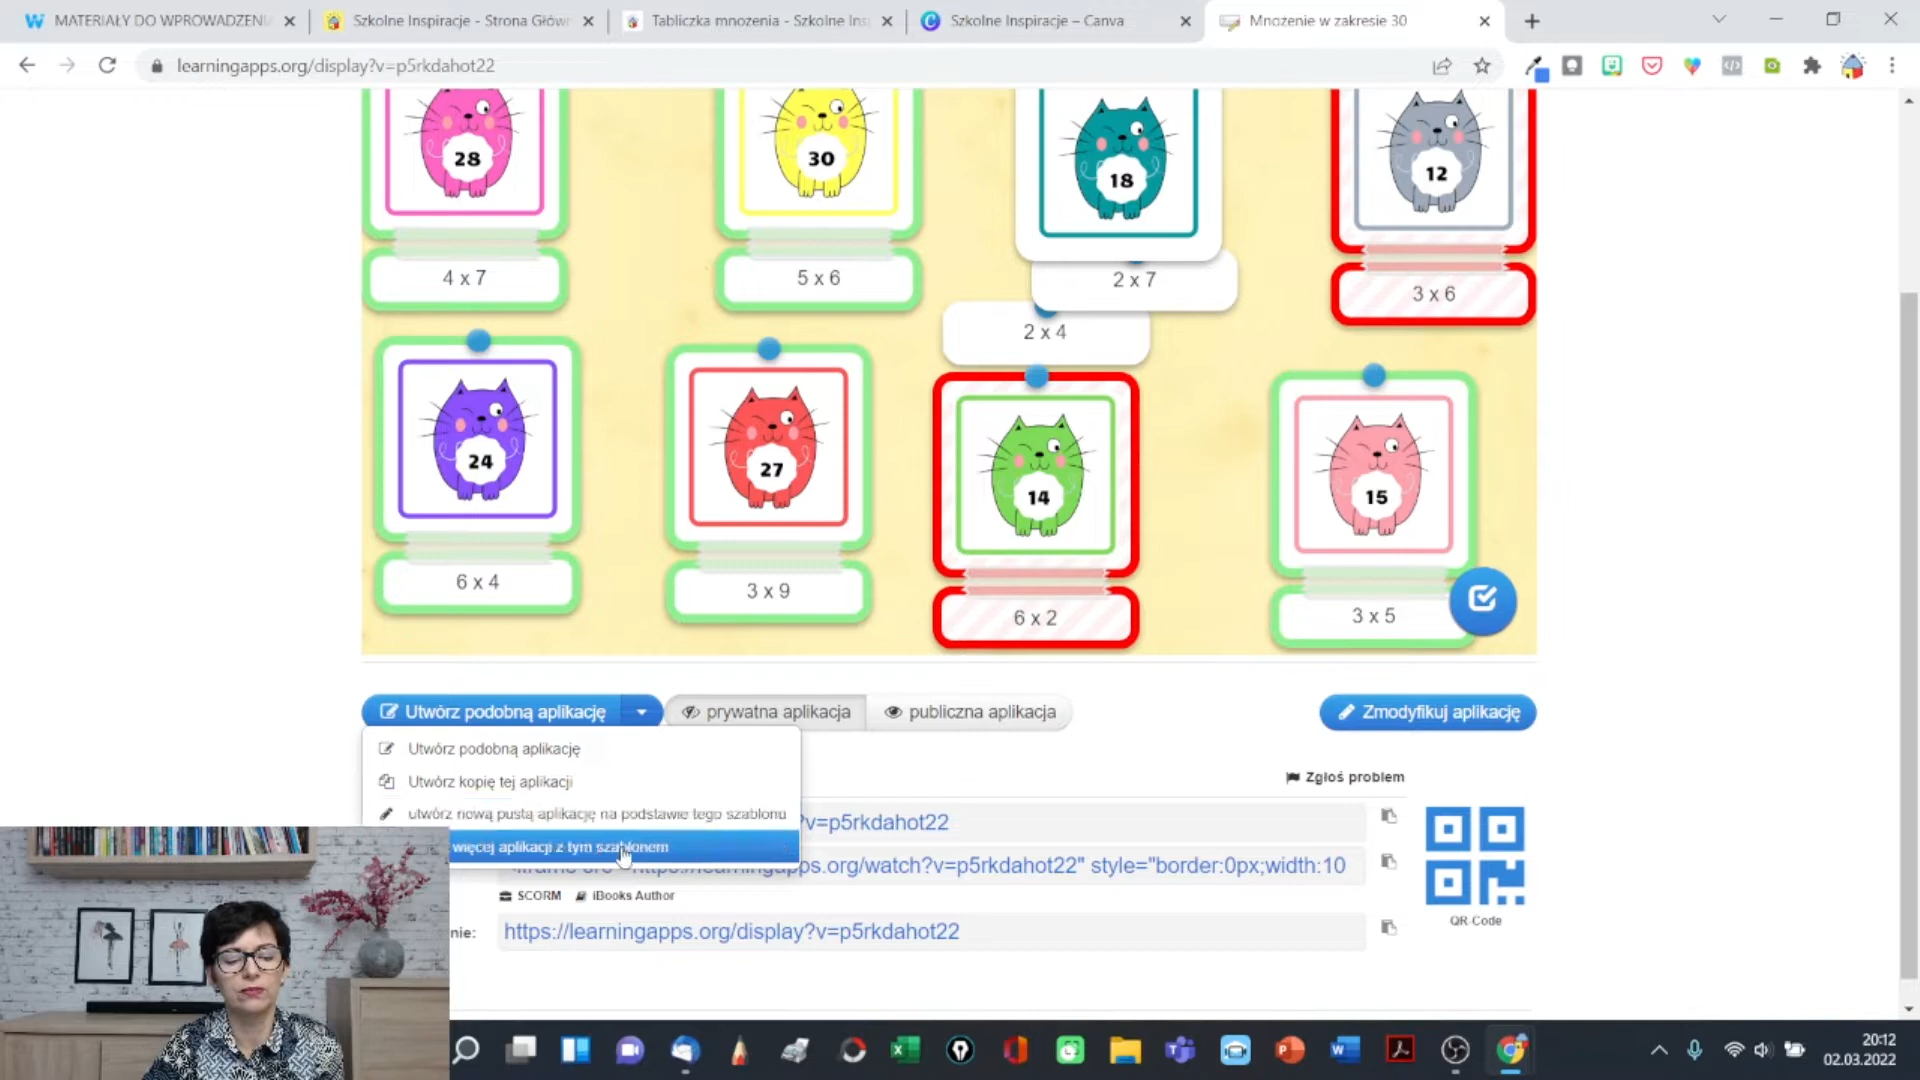 MATERIAŁY DO WPROWADZENIA
Szkolne Inspiracje - Strona Główn
Tabliczka mnożenia - Szkolne Ins
Szkolne Inspiracje – Canva
Mnożenie w zakresie 30
learningapps.org/display?v=p5rkdahot22
28
30
18
12
4 x 7
5 x 6
2 x 7
3 x 6
2 x 4
24
27
14
15
6 x 4
3 x 9
6 x 2
3 x 5
Utwórz podobną aplikację
prywatna aplikacja
publiczna aplikacja
Zmodyfikuj aplikację
Utwórz podobną aplikację
Utwórz kopię tej aplikacji
Zgłoś problem
utwórz nową pustą aplikację na podstawie tego szablonu
?v=p5rkdahot22
więcej aplikacji z tym szablonem
apps.org/watch?v=p5rkdahot22" style="border:0px;width:10
SCORM
iBooks Author
QR-Code
nie:
https://learningapps.org/display?v=p5rkdahot22
20:12
02.03.2022